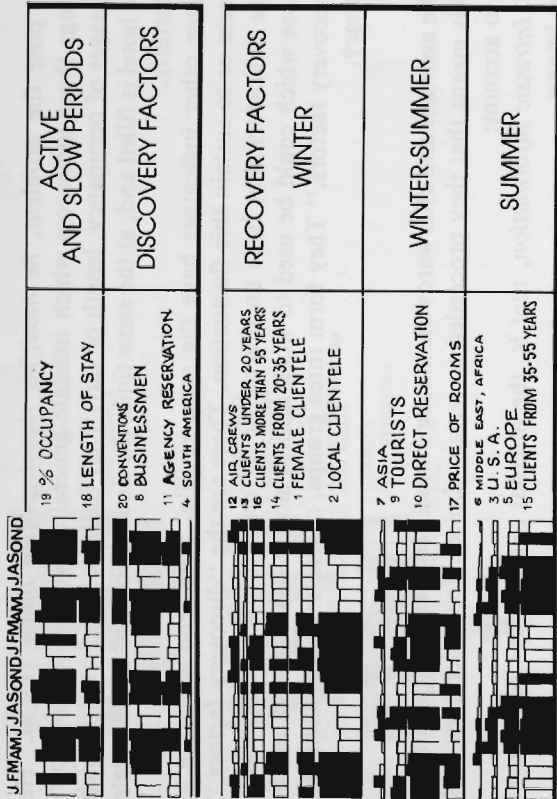 J FMAMJ JASOND J FMAMJ JASOND
19 % OCCUPANCY
18 LENGTH OF STAY
ACTIVE
AND SLOW PERIODS
20 CONVENTIONS
8 BUSINESSMEN
11 AGENCY RESERVATION
4 SOUTH AMERICA
DISCOVERY FACTORS
12 AIR CREWS
13 CLIENTS UNDER 20 YEARS
16 CLIENTS MORE THAN 55 YEARS
14 CLIENTS FROM 20-35 YEARS
1 FEMALE CLIENTELE
2 LOCAL CLIENTELE
RECOVERY FACTORS
WINTER
7 ASIA
9 TOURISTS
10 DIRECT RESERVATION
17 PRICE OF ROOMS
WINTER-SUMMER
6 MIDDLE EAST, AFRICA
3 U.S.A.
5 EUROPE
15 CLIENTS FROM 35-55 YEARS
SUMMER